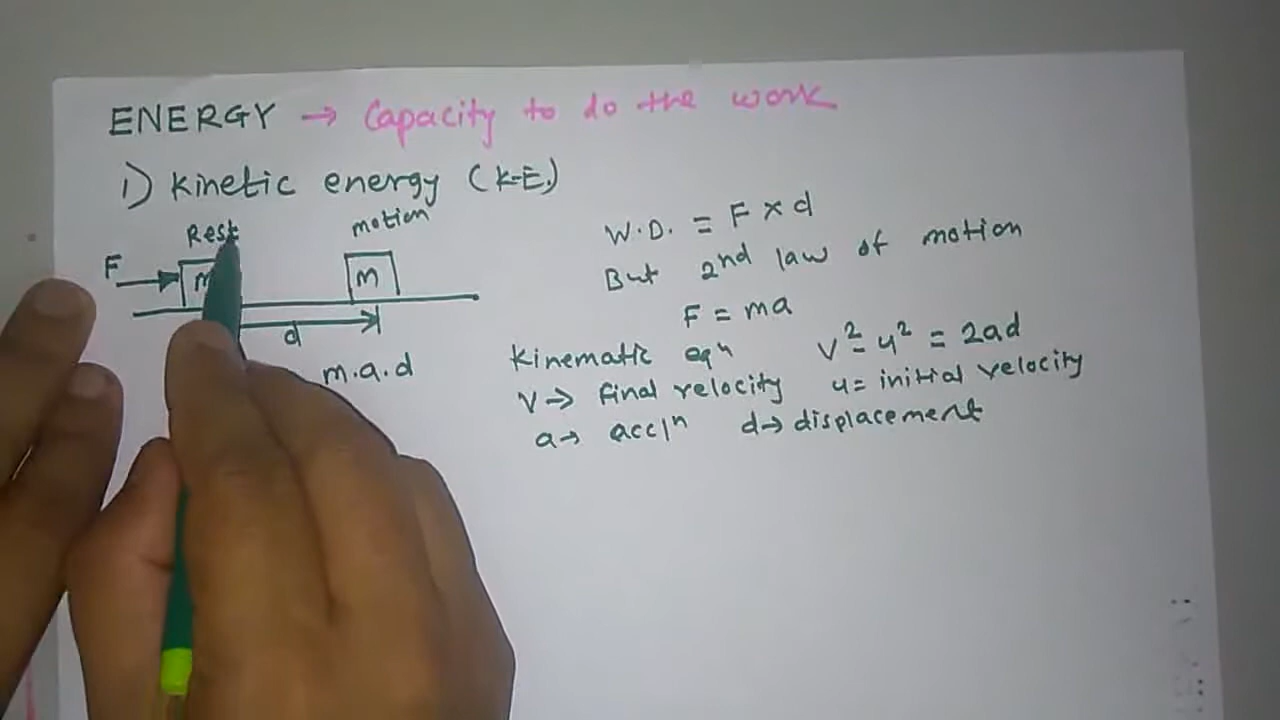 ENERGY → Capacity to do the work
1) Kinetic energy (K.E.)
Rest motion
F m m
d
m.a.d
W.D. = F × d
But 2nd law of motion
F = ma
Kinematic eqⁿ v² - u² = 2ad
v → final velocity u = initial velocity
a → acclⁿ d → displacement